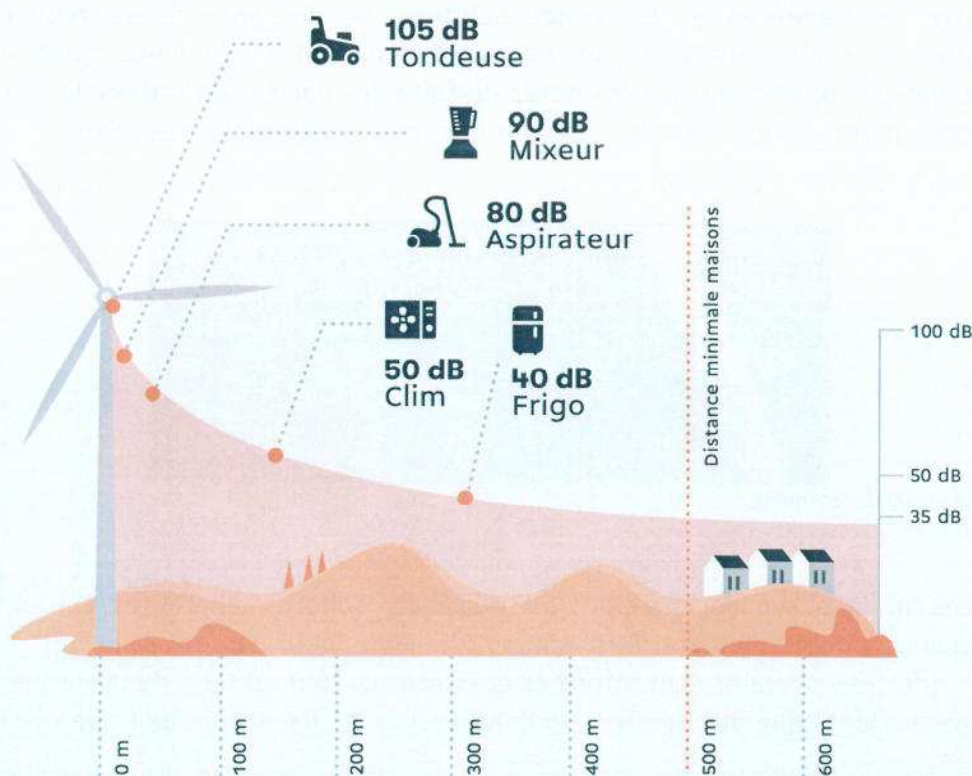 105 dB
Tondeuse
90 dB
Mixeur
80 dB
Aspirateur
50 dB
Clim
40 dB
Frigo
Distance minimale maisons
100 dB
50 dB
35 dB
0 m
100 m
200 m
300 m
400 m
500 m
600 m